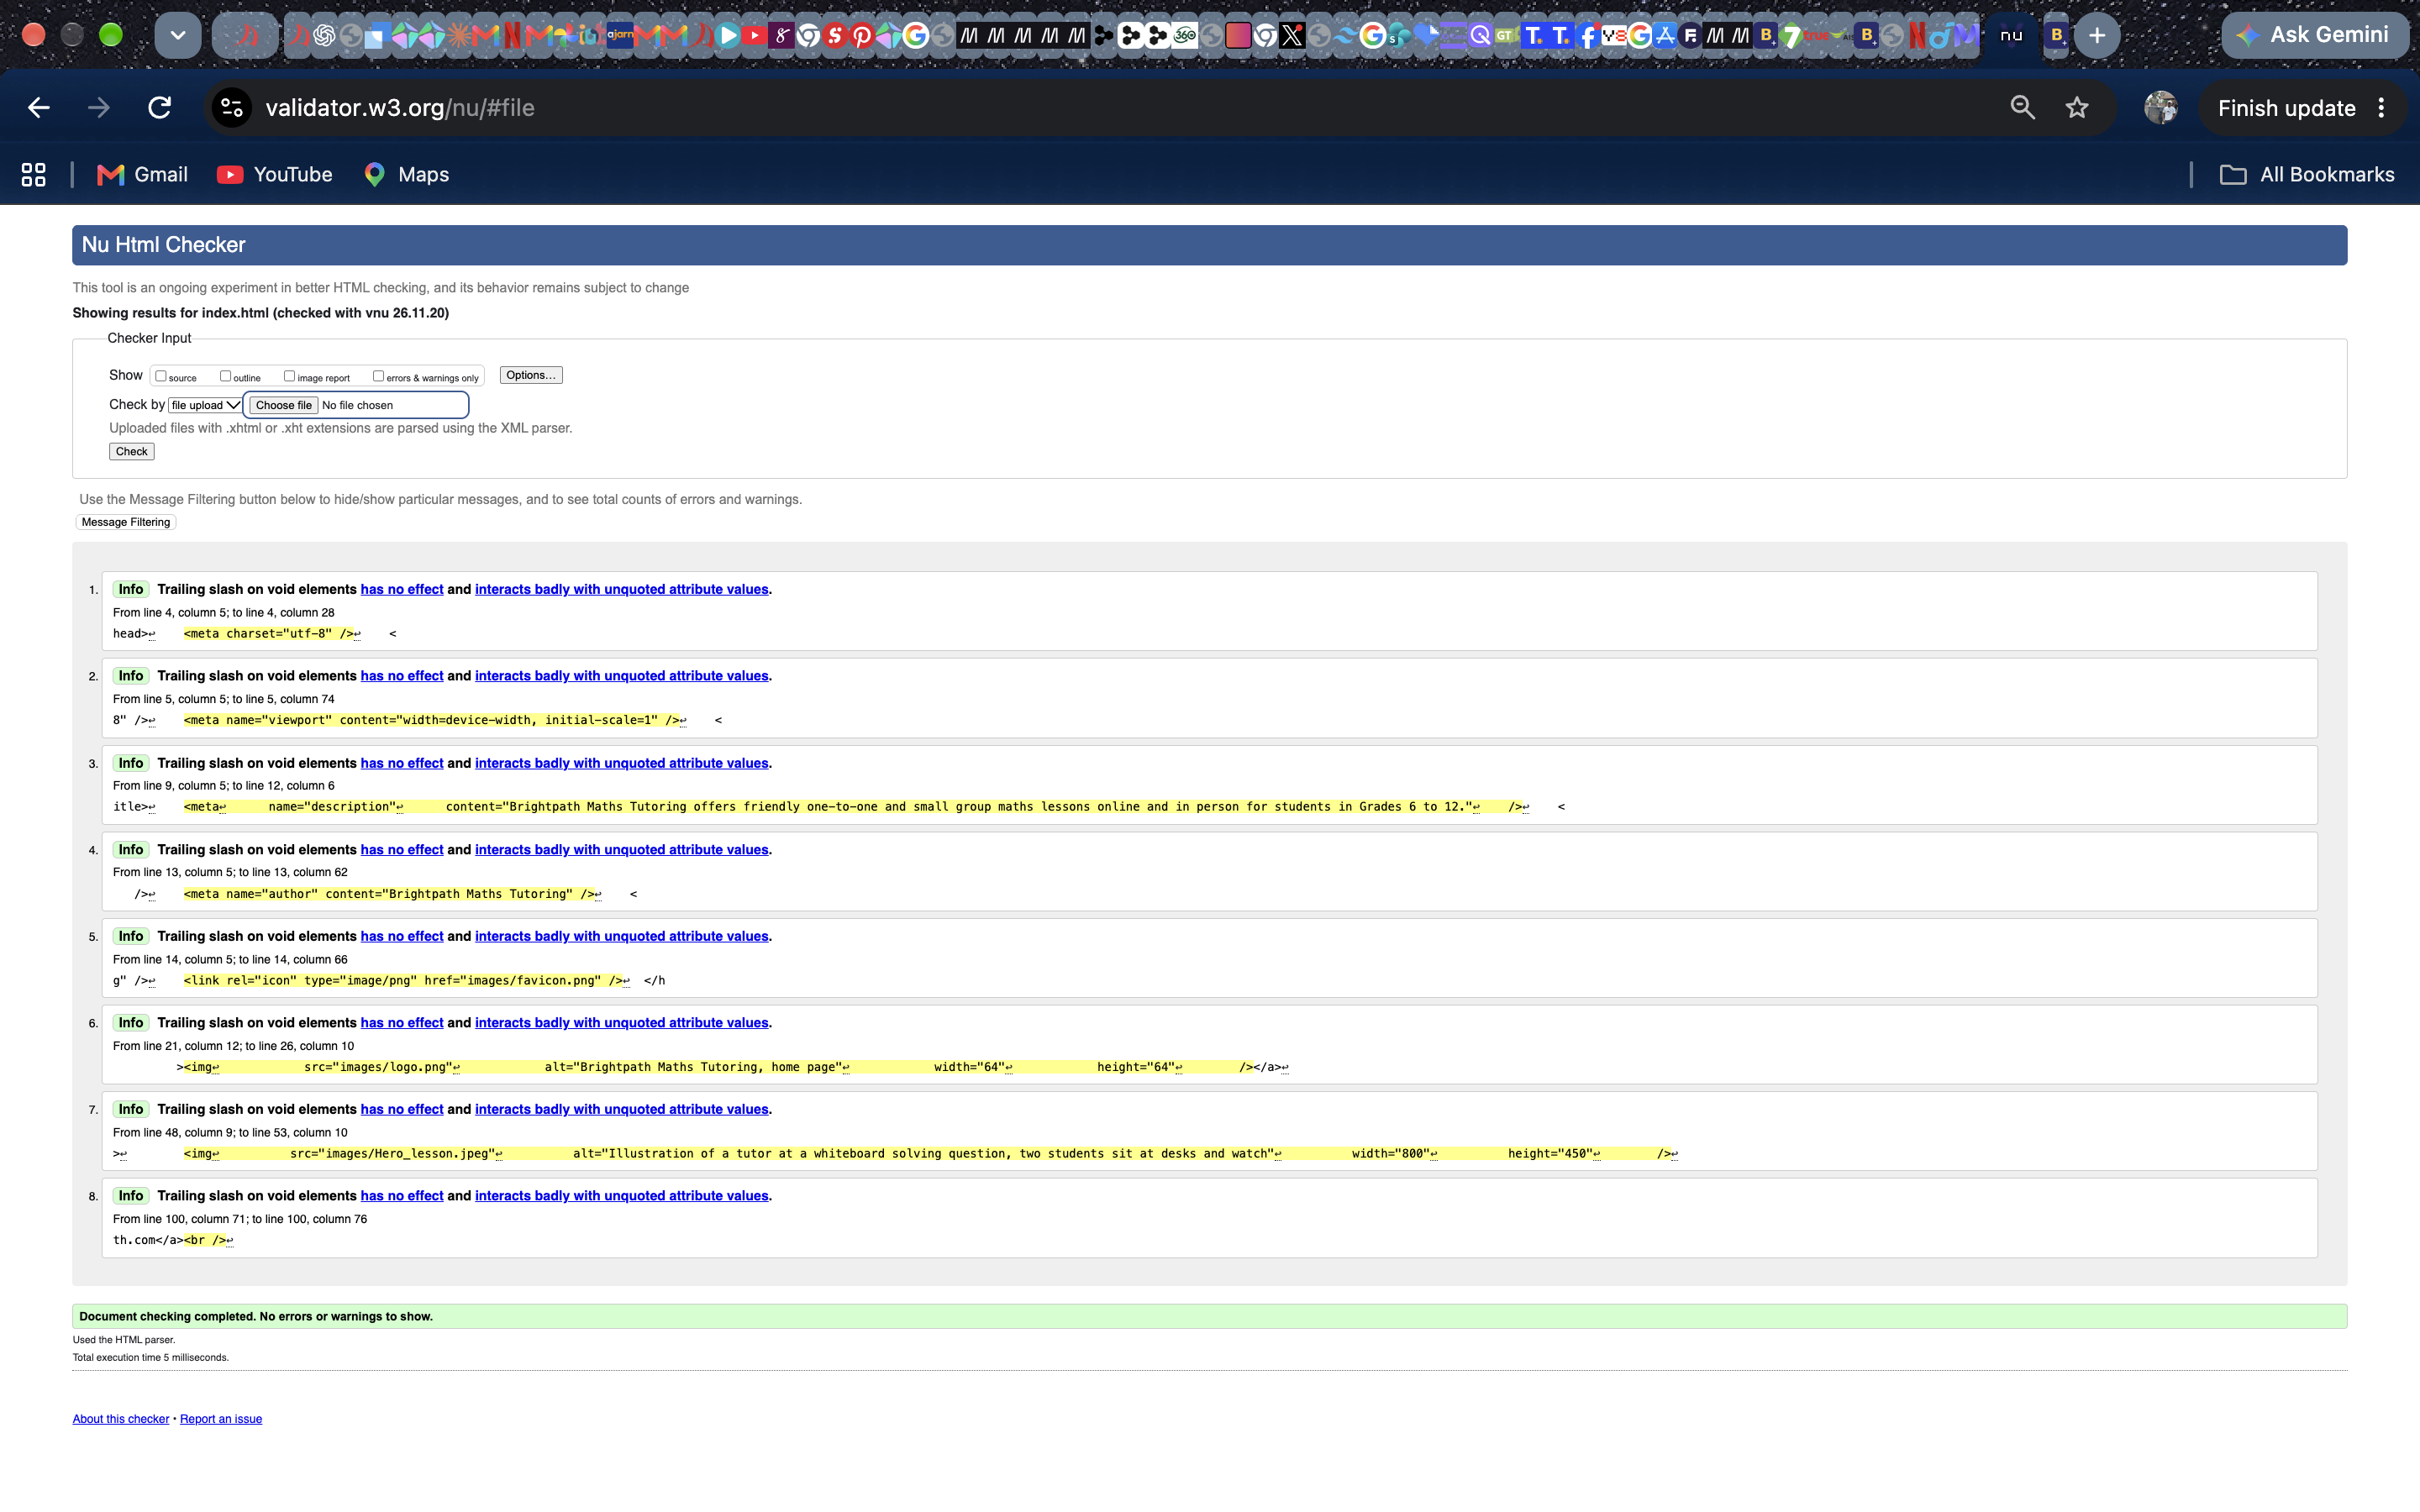 ajarn
360
GT
T.
T.
B.
true
B.
nu
B.
Ask Gemini
validator.w3.org/nu/#file
Finish update
Gmail
YouTube
Maps
All Bookmarks
Nu Html Checker
This tool is an ongoing experiment in better HTML checking, and its behavior remains subject to change
Showing results for index.html (checked with vnu 26.11.20)
Checker Input
Show source outline image report errors & warnings only Options...
Check by file upload Choose file No file chosen
Uploaded files with .xhtml or .xht extensions are parsed using the XML parser.
Check
Use the Message Filtering button below to hide/show particular messages, and to see total counts of errors and warnings.
Message Filtering
1. Info Trailing slash on void elements has no effect and interacts badly with unquoted attribute values.
From line 4, column 5; to line 4, column 28
head>↩ <meta charset="utf-8" />↩ <
2. Info Trailing slash on void elements has no effect and interacts badly with unquoted attribute values.
From line 5, column 5; to line 5, column 74
8" />↩ <meta name="viewport" content="width=device-width, initial-scale=1" />↩ <
3. Info Trailing slash on void elements has no effect and interacts badly with unquoted attribute values.
From line 9, column 5; to line 12, column 6
itle>↩ <meta↩ name="description"↩ content="Brightpath Maths Tutoring offers friendly one-to-one and small group maths lessons online and in person for students in Grades 6 to 12."↩ />↩ <
4. Info Trailing slash on void elements has no effect and interacts badly with unquoted attribute values.
From line 13, column 5; to line 13, column 62
/>↩ <meta name="author" content="Brightpath Maths Tutoring" />↩ <
5. Info Trailing slash on void elements has no effect and interacts badly with unquoted attribute values.
From line 14, column 5; to line 14, column 66
g" />↩ <link rel="icon" type="image/png" href="images/favicon.png" />↩ </h
6. Info Trailing slash on void elements has no effect and interacts badly with unquoted attribute values.
From line 21, column 12; to line 26, column 10
><img↩ src="images/logo.png"↩ alt="Brightpath Maths Tutoring, home page"↩ width="64"↩ height="64"↩ /></a>↩
7. Info Trailing slash on void elements has no effect and interacts badly with unquoted attribute values.
From line 48, column 9; to line 53, column 10
>↩ <img↩ src="images/Hero_lesson.jpeg"↩ alt="Illustration of a tutor at a whiteboard solving question, two students sit at desks and watch"↩ width="800"↩ height="450"↩ />↩
8. Info Trailing slash on void elements has no effect and interacts badly with unquoted attribute values.
From line 100, column 71; to line 100, column 76
th.com</a><br />↩
Document checking completed. No errors or warnings to show.
Used the HTML parser.
Total execution time 5 milliseconds.
About this checker • Report an issue